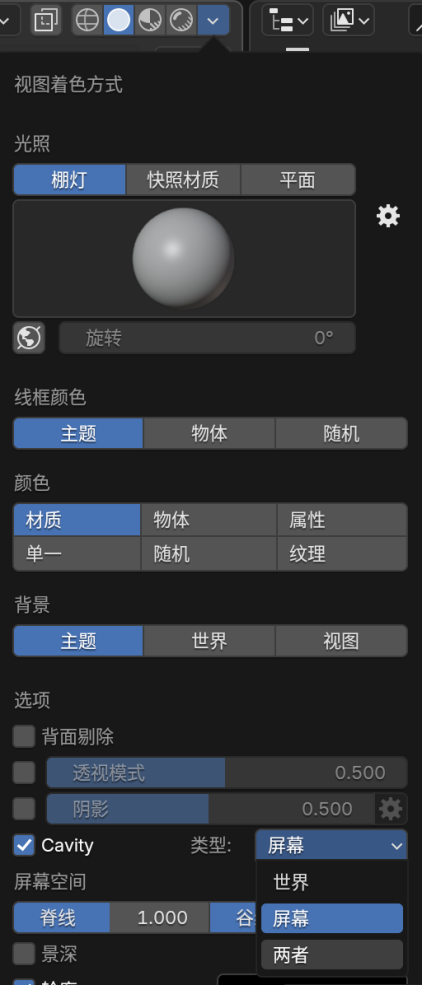 视图着色方式
光照
棚灯 快照材质 平面
旋转 0°
线框颜色
主题 物体 随机
颜色
材质 物体 属性
单一 随机 纹理
背景
主题 世界 视图
选项
背面剔除
透视模式 0.500
阴影 0.500
Cavity 类型: 屏幕
世界
屏幕空间
屏幕
脊线 1.000 谷
两者
景深